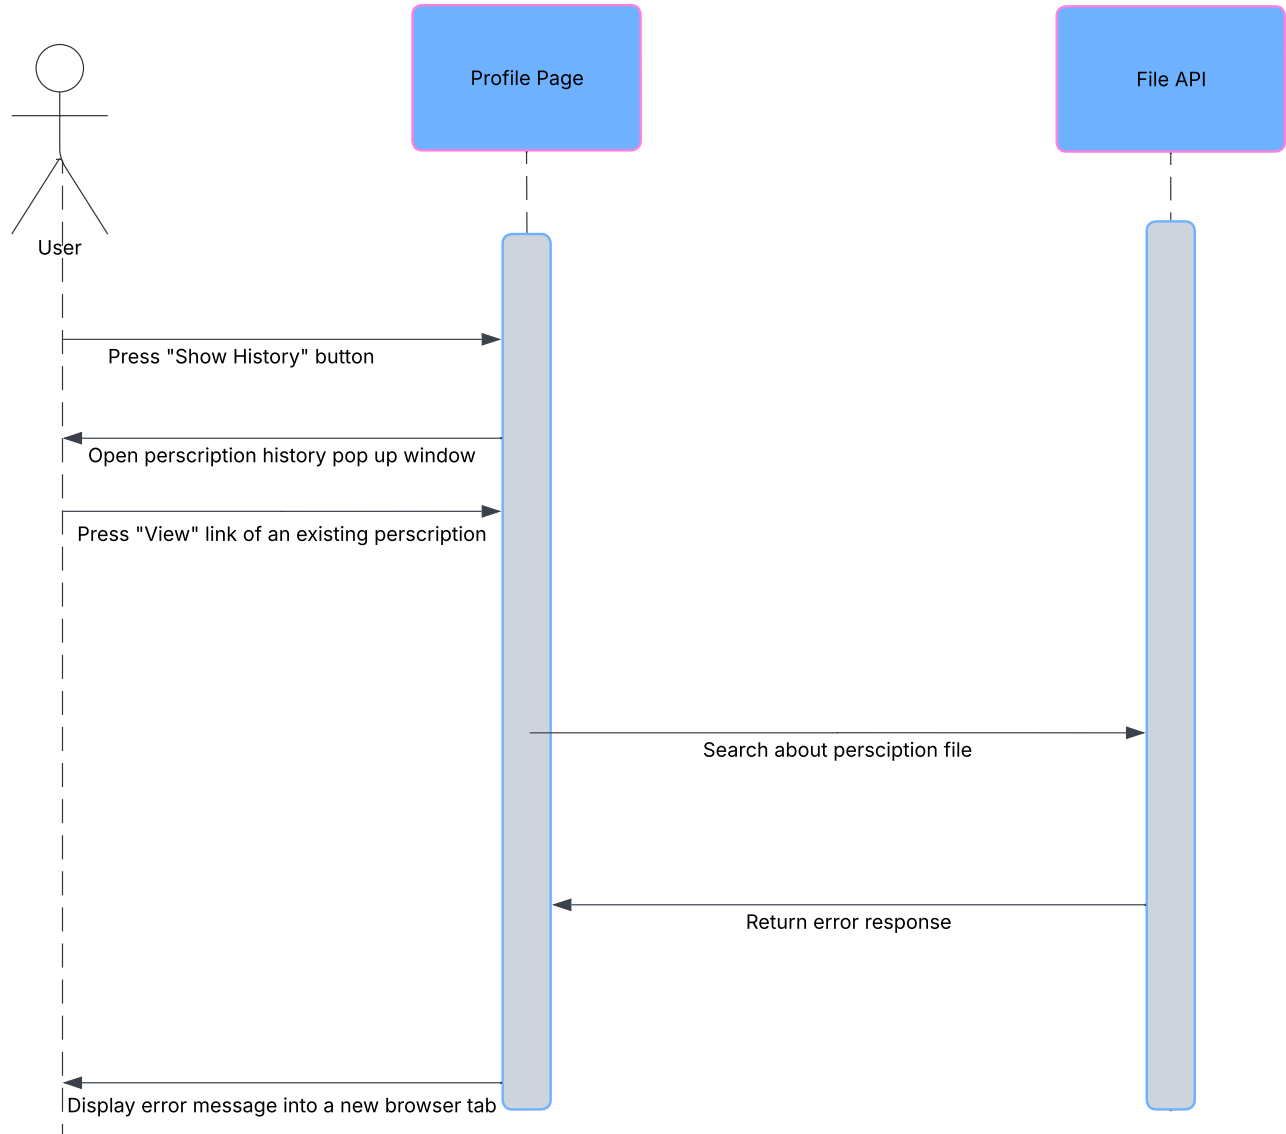 Profile Page
File API
User
Press "Show History" button
Open perscription history pop up window
Press "View" link of an existing perscription
Search about persciption file
Return error response
Display error message into a new browser tab